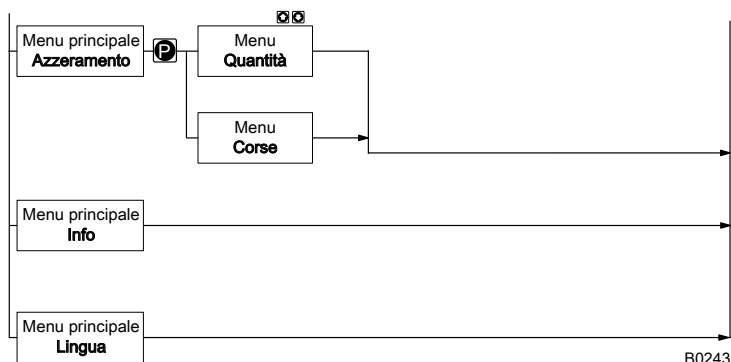 Menu principale
Azzeramento
P
Menu
Quantità
Menu
Corse
Menu principale
Info
Menu principale
Lingua
B0243